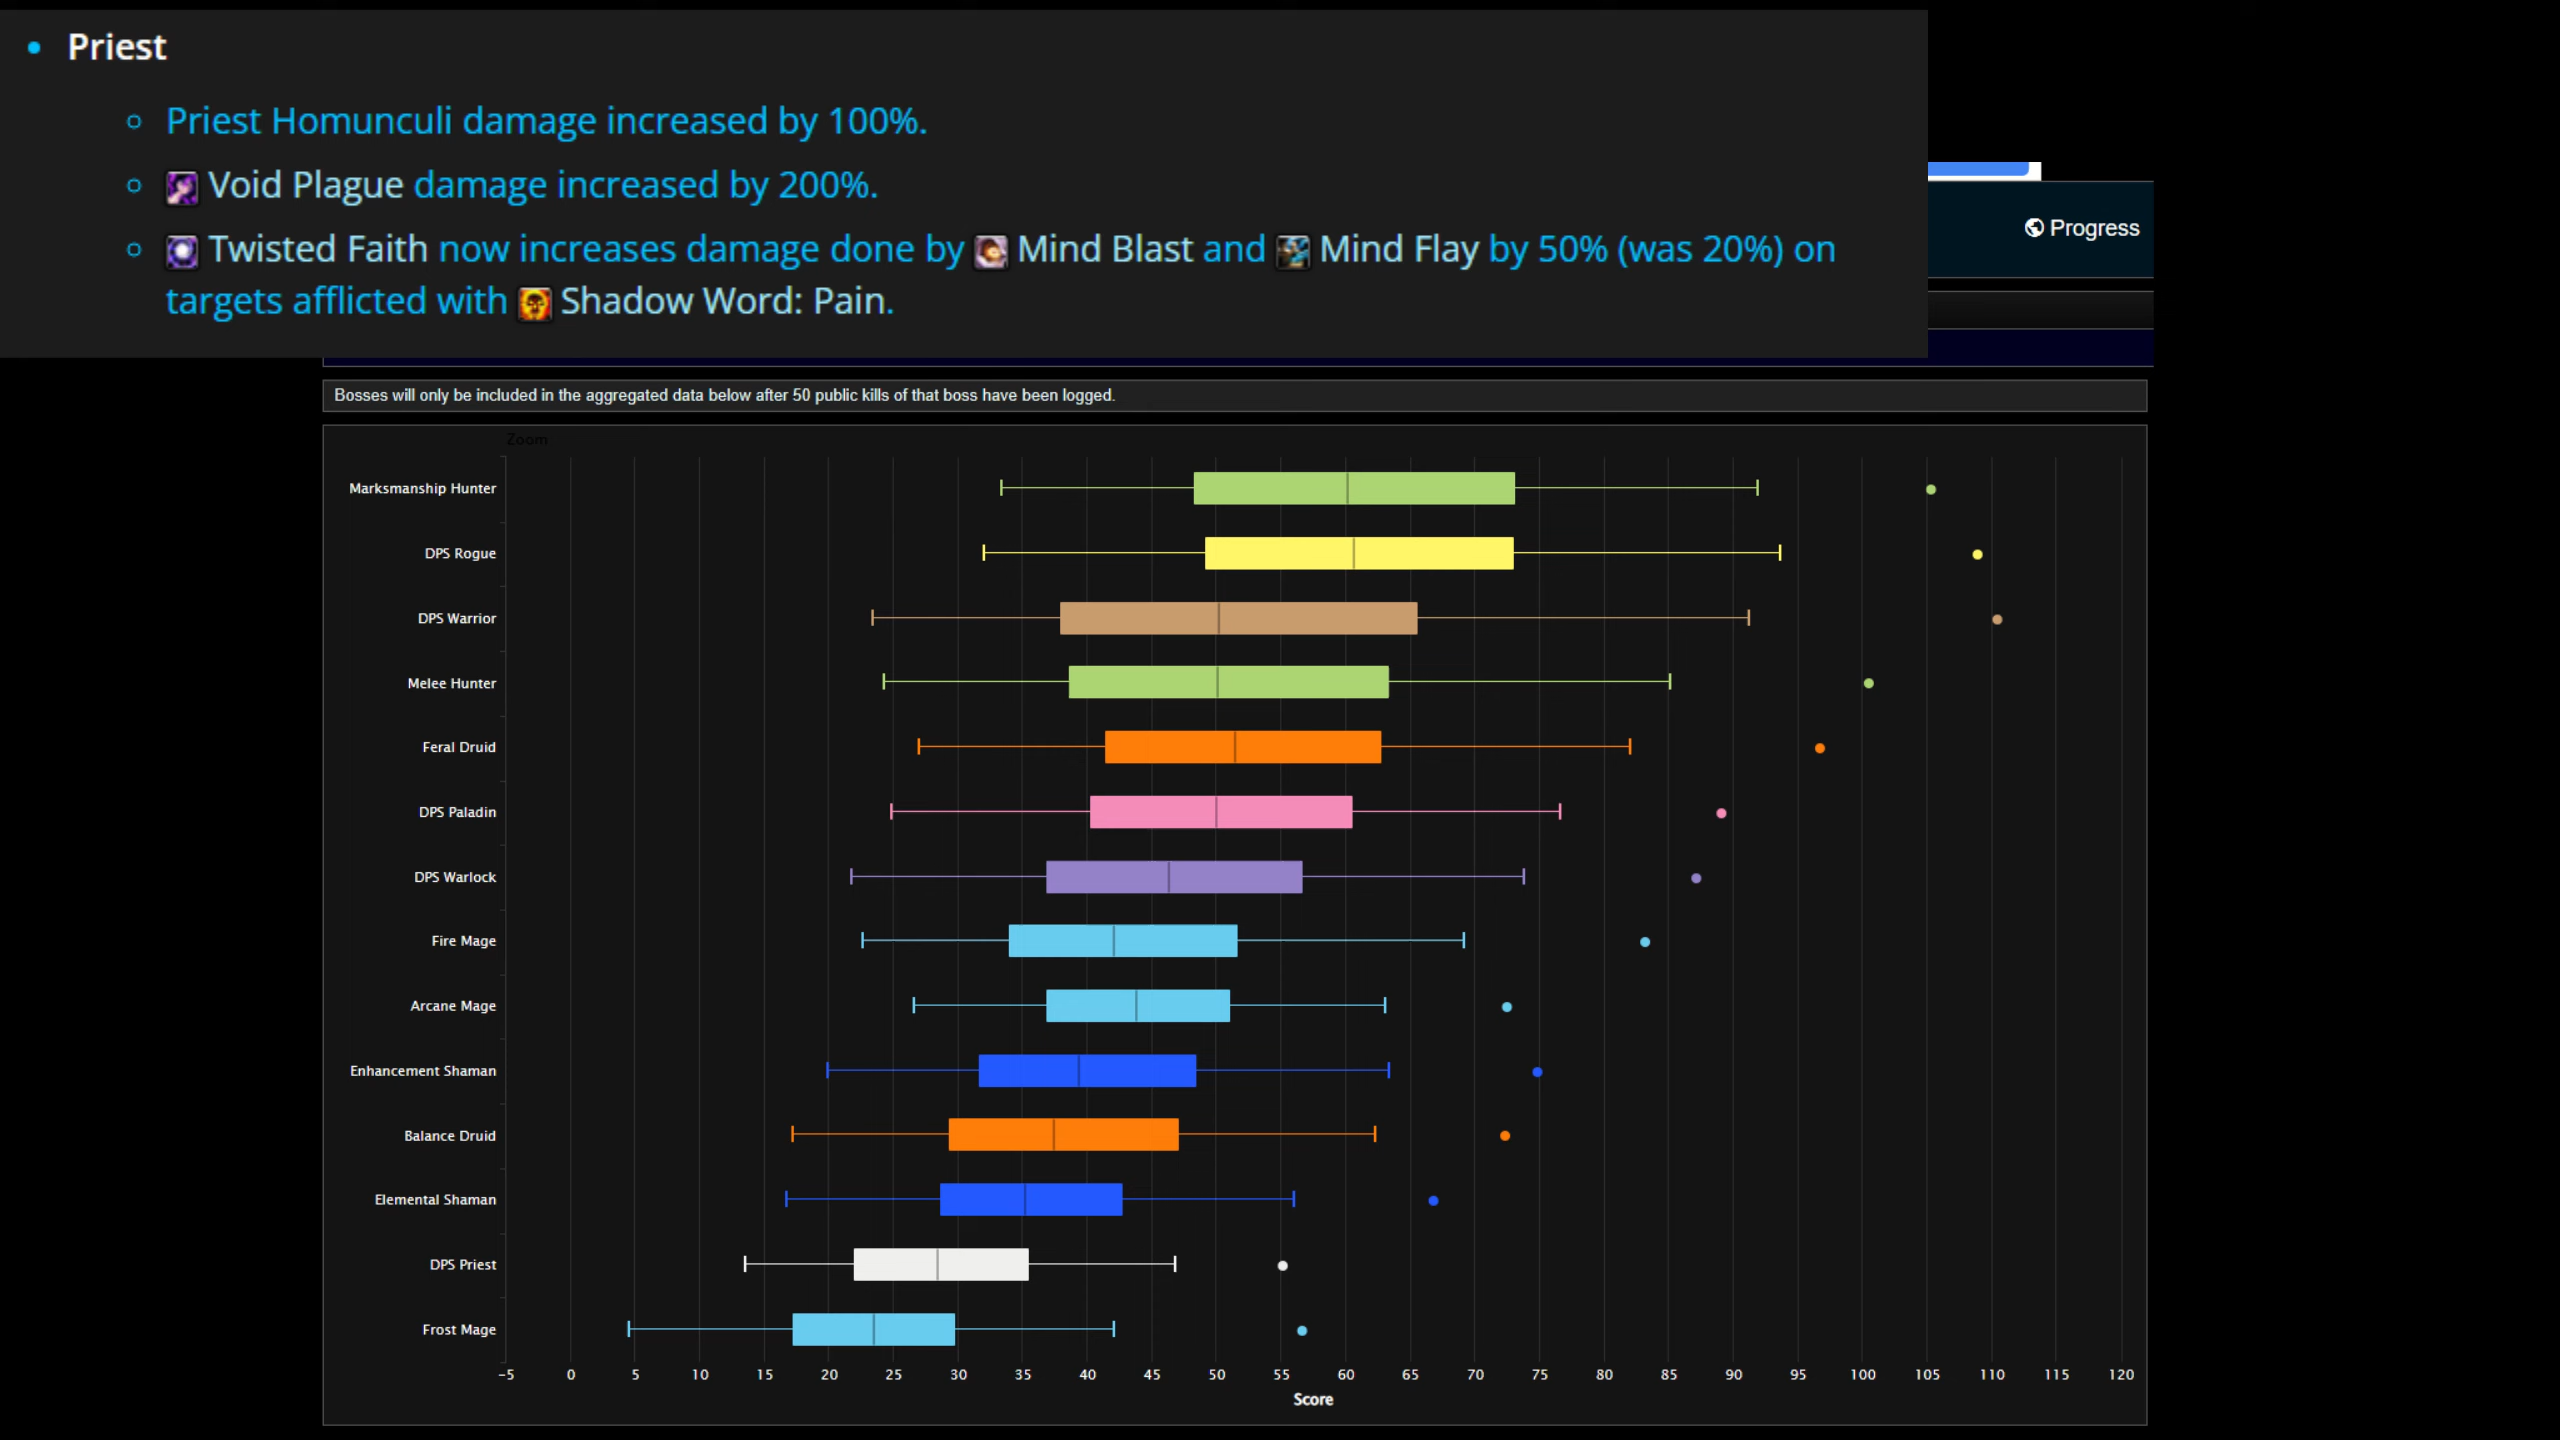 Priest
Priest Homunculi damage increased by 100%.
Void Plague damage increased by 200%.
Twisted Faith now increases damage done by Mind Blast and Mind Flay by 50% (was 20%) on
targets afflicted with Shadow Word: Pain.
Progress
Bosses will only be included in the aggregated data below after 50 public kills of that boss have been logged.
Zoom
Marksmanship Hunter
DPS Rogue
DPS Warrior
Melee Hunter
Feral Druid
DPS Paladin
DPS Warlock
Fire Mage
Arcane Mage
Enhancement Shaman
Balance Druid
Elemental Shaman
DPS Priest
Frost Mage
-5 0 5 10 15 20 25 30 35 40 45 50 55 60 65 70 75 80 85 90 95 100 105 110 115 120
Score